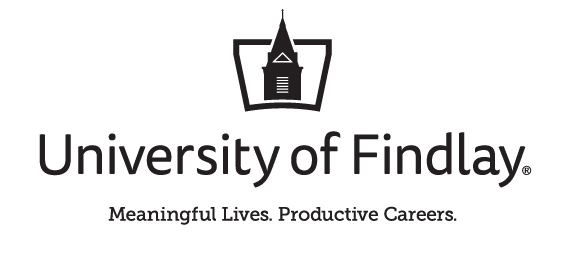 University of Findlay®
Meaningful Lives. Productive Careers.